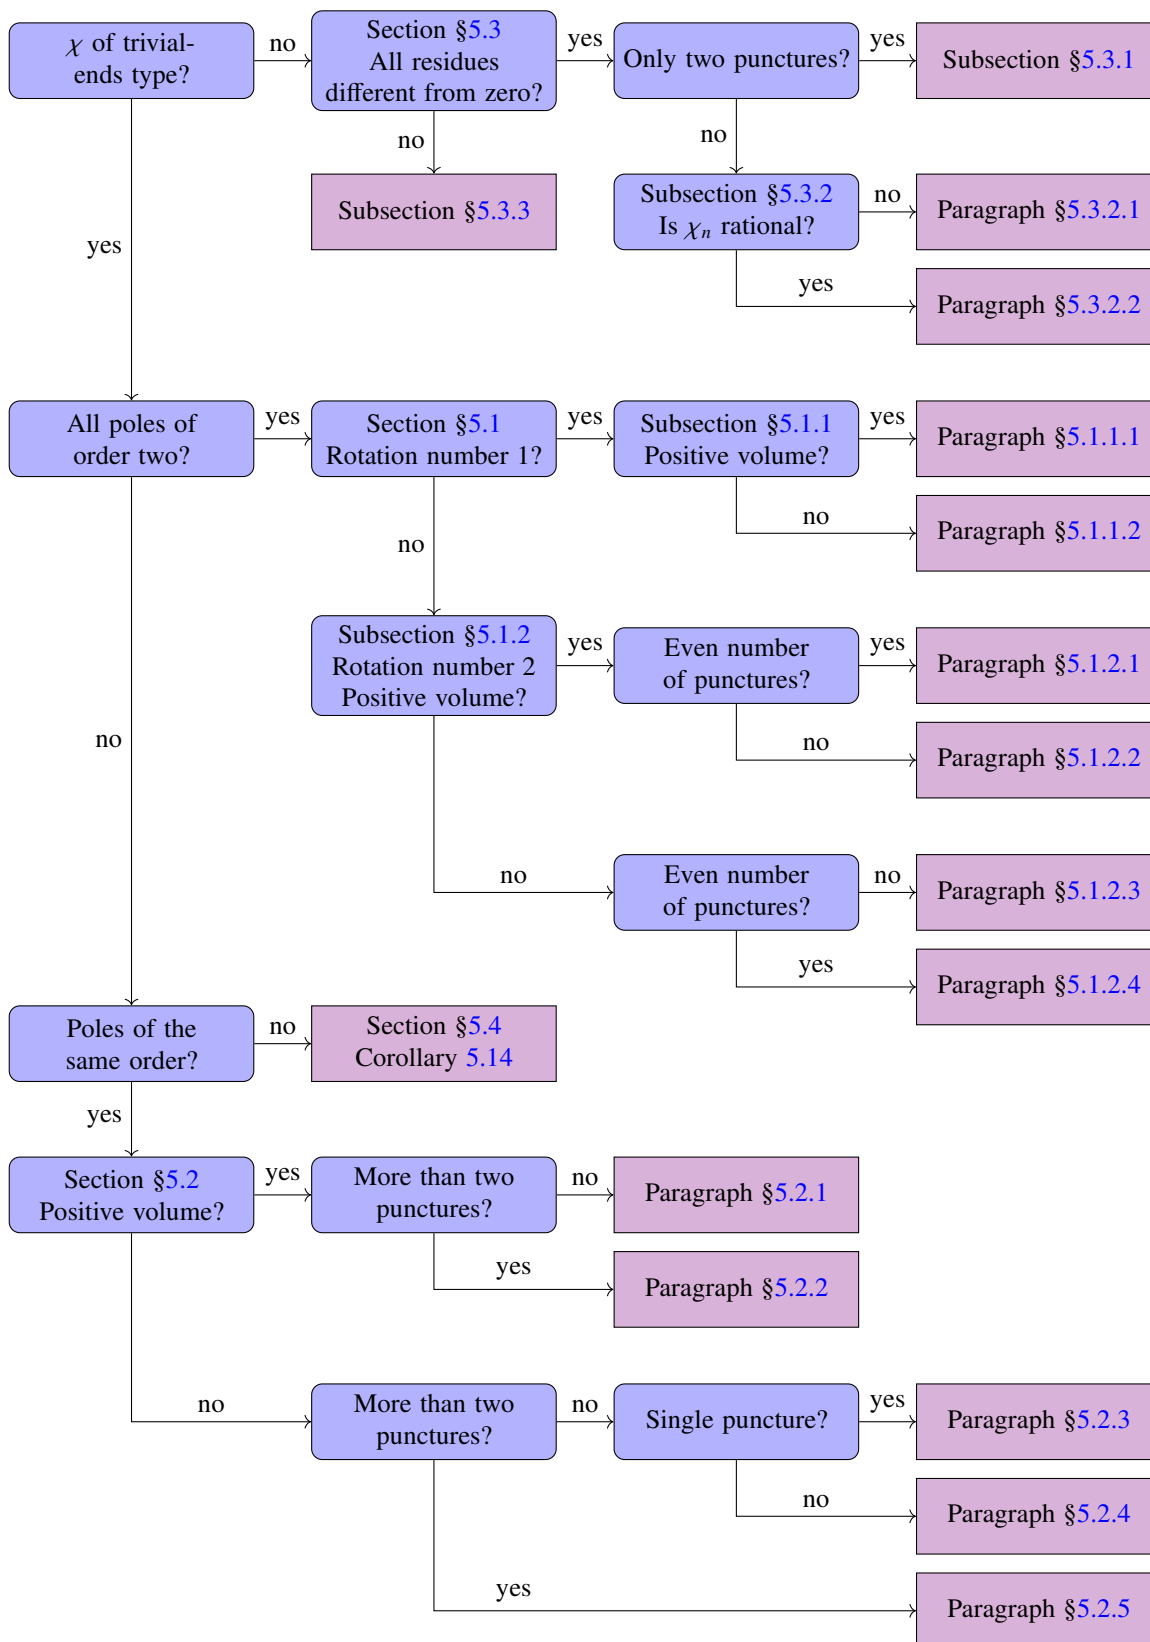 χ of trivial-
ends type?
no
Section §5.3
All residues
different from zero?
yes
Only two punctures?
yes
Subsection §5.3.1
no
Subsection §5.3.3
no
Subsection §5.3.2
Is χn rational?
no
Paragraph §5.3.2.1
yes
Paragraph §5.3.2.2
yes
All poles of
order two?
yes
Section §5.1
Rotation number 1?
yes
Subsection §5.1.1
Positive volume?
yes
Paragraph §5.1.1.1
no
Paragraph §5.1.1.2
no
Subsection §5.1.2
Rotation number 2
Positive volume?
yes
Even number
of punctures?
yes
Paragraph §5.1.2.1
no
Paragraph §5.1.2.2
no
Even number
of punctures?
no
Paragraph §5.1.2.3
yes
Paragraph §5.1.2.4
no
Poles of the
same order?
no
Section §5.4
Corollary 5.14
yes
Section §5.2
Positive volume?
yes
More than two
punctures?
no
Paragraph §5.2.1
yes
Paragraph §5.2.2
no
More than two
punctures?
no
Single puncture?
yes
Paragraph §5.2.3
no
Paragraph §5.2.4
yes
Paragraph §5.2.5